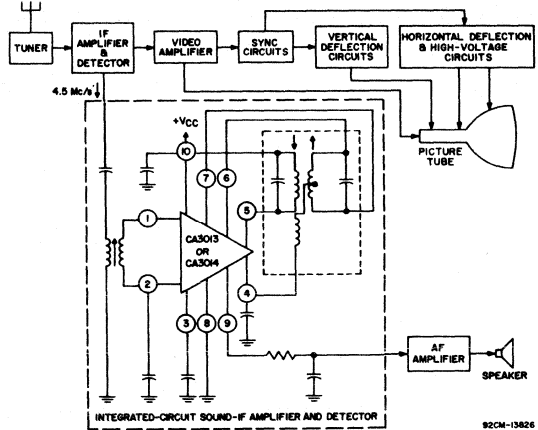 TUNER
IF
AMPLIFIER
&
DETECTOR
VIDEO
AMPLIFIER
SYNC
CIRCUITS
VERTICAL
DEFLECTION
CIRCUITS
HORIZONTAL DEFLECTION
& HIGH-VOLTAGE
CIRCUITS
4.5 Mc/s
PICTURE
TUBE
+VCC
10
7
6
1
5
CA3013
OR
CA3014
2
4
3
8
9
AF
AMPLIFIER
SPEAKER
INTEGRATED-CIRCUIT SOUND-IF AMPLIFIER AND DETECTOR
92CM-13826